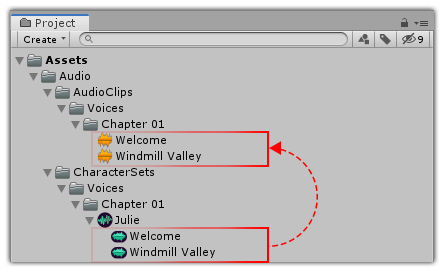 Project
Create
9
Assets
Audio
AudioClips
Voices
Chapter 01
Welcome
Windmill Valley
CharacterSets
Voices
Chapter 01
Julie
Welcome
Windmill Valley